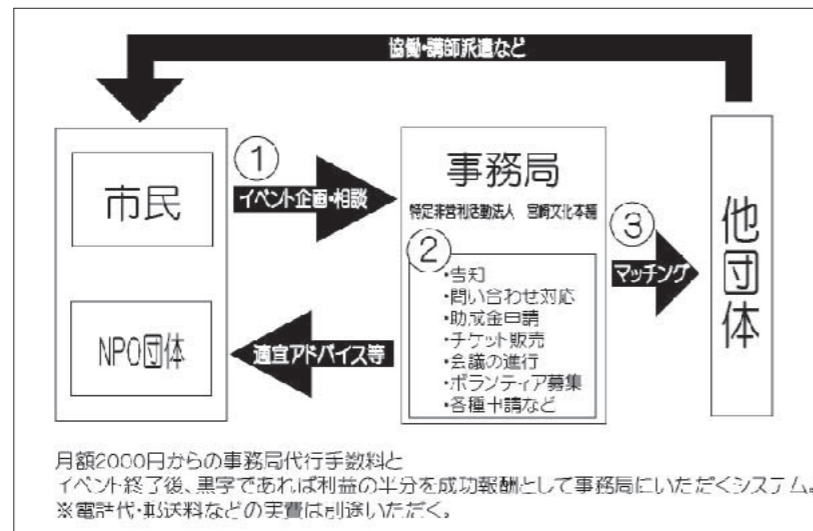 協働・講師派遣など
市民
NPO団体
①
イベント企画・相談
適宜アドバイス等
事務局
特定非営利活動法人 宮崎文化本舗
②
・告知
・問い合わせ対応
・助成金申請
・チケット販売
・会議の進行
・ボランティア募集
・各種申請など
③
マッチング
他団体
月額2000円からの事務局代行手数料と
イベント終了後、黒字であれば利益の半分を成功報酬として事務局にいただくシステム。
※電話代・郵送料などの実費は別途いただく。